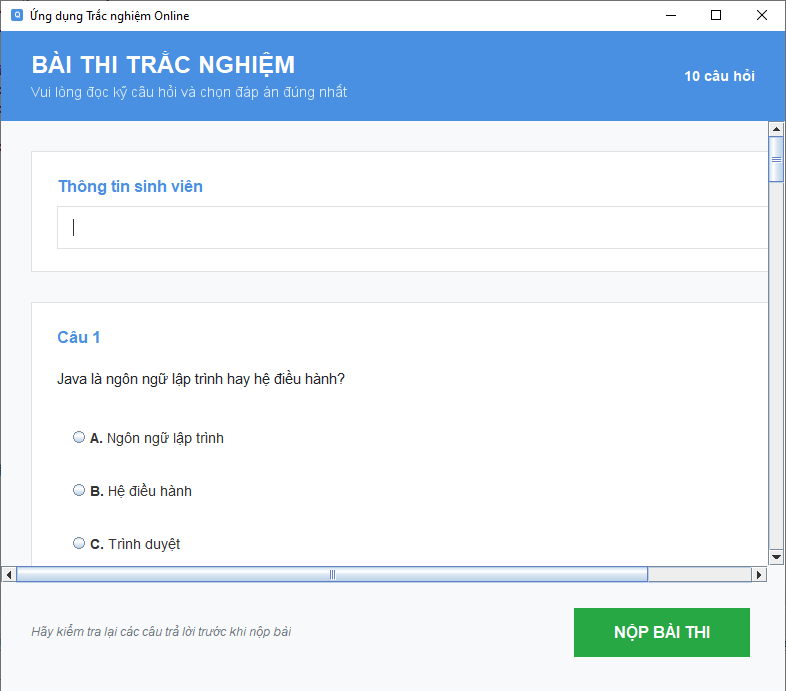 Q Ứng dụng Trắc nghiệm Online
BÀI THI TRẮC NGHIỆM
Vui lòng đọc kỹ câu hỏi và chọn đáp án đúng nhất
10 câu hỏi
Thông tin sinh viên
Câu 1
Java là ngôn ngữ lập trình hay hệ điều hành?
A. Ngôn ngữ lập trình
B. Hệ điều hành
C. Trình duyệt
Hãy kiểm tra lại các câu trả lời trước khi nộp bài
NỘP BÀI THI